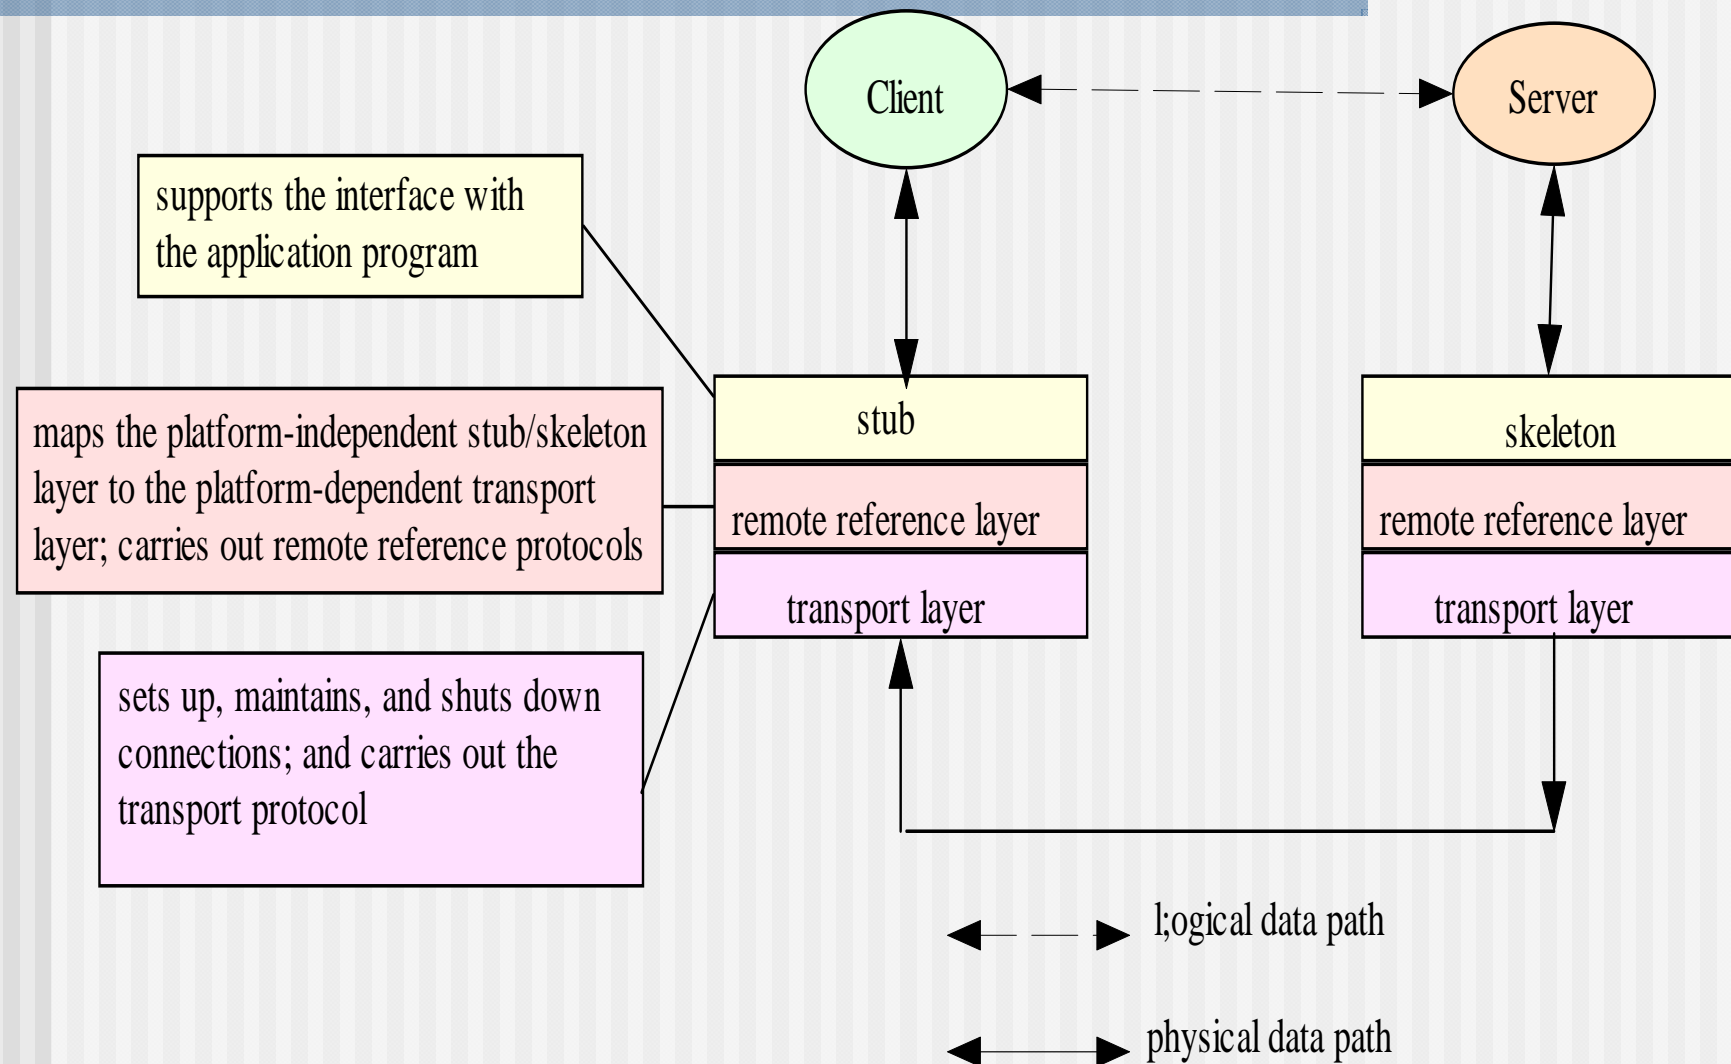 Client
Server
supports the interface with
the application program
maps the platform-independent stub/skeleton
layer to the platform-dependent transport
layer; carries out remote reference protocols
sets up, maintains, and shuts down
connections; and carries out the
transport protocol
stub
remote reference layer
transport layer
skeleton
remote reference layer
transport layer
l;ogical data path
physical data path